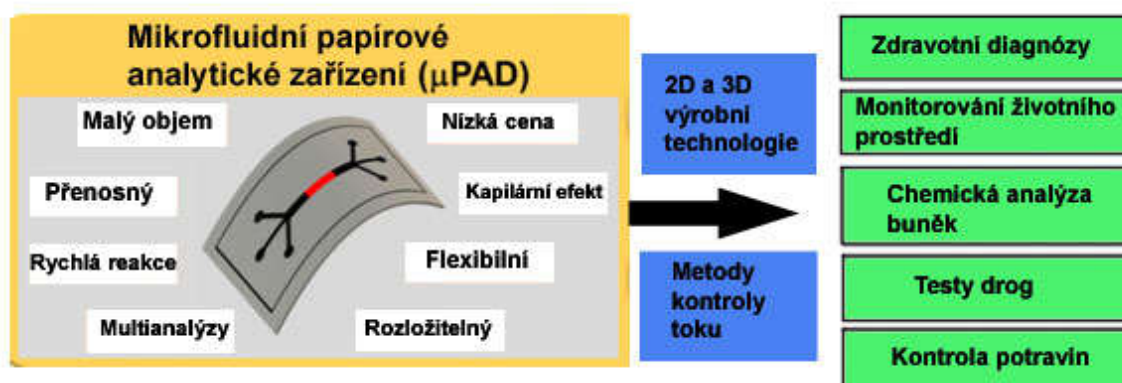 Mikrofluidní papírové
analytické zařízení (μPAD)
Malý objem
Nízká cena
Přenosný
Kapilární efekt
Rychlá reakce
Flexibilní
Multianalýzy
Rozložitelný
2D a 3D
výrobní
technologie
Metody
kontroly
toku
Zdravotní diagnózy
Monitorování životního
prostředí
Chemická analýza
buněk
Testy drog
Kontrola potravin